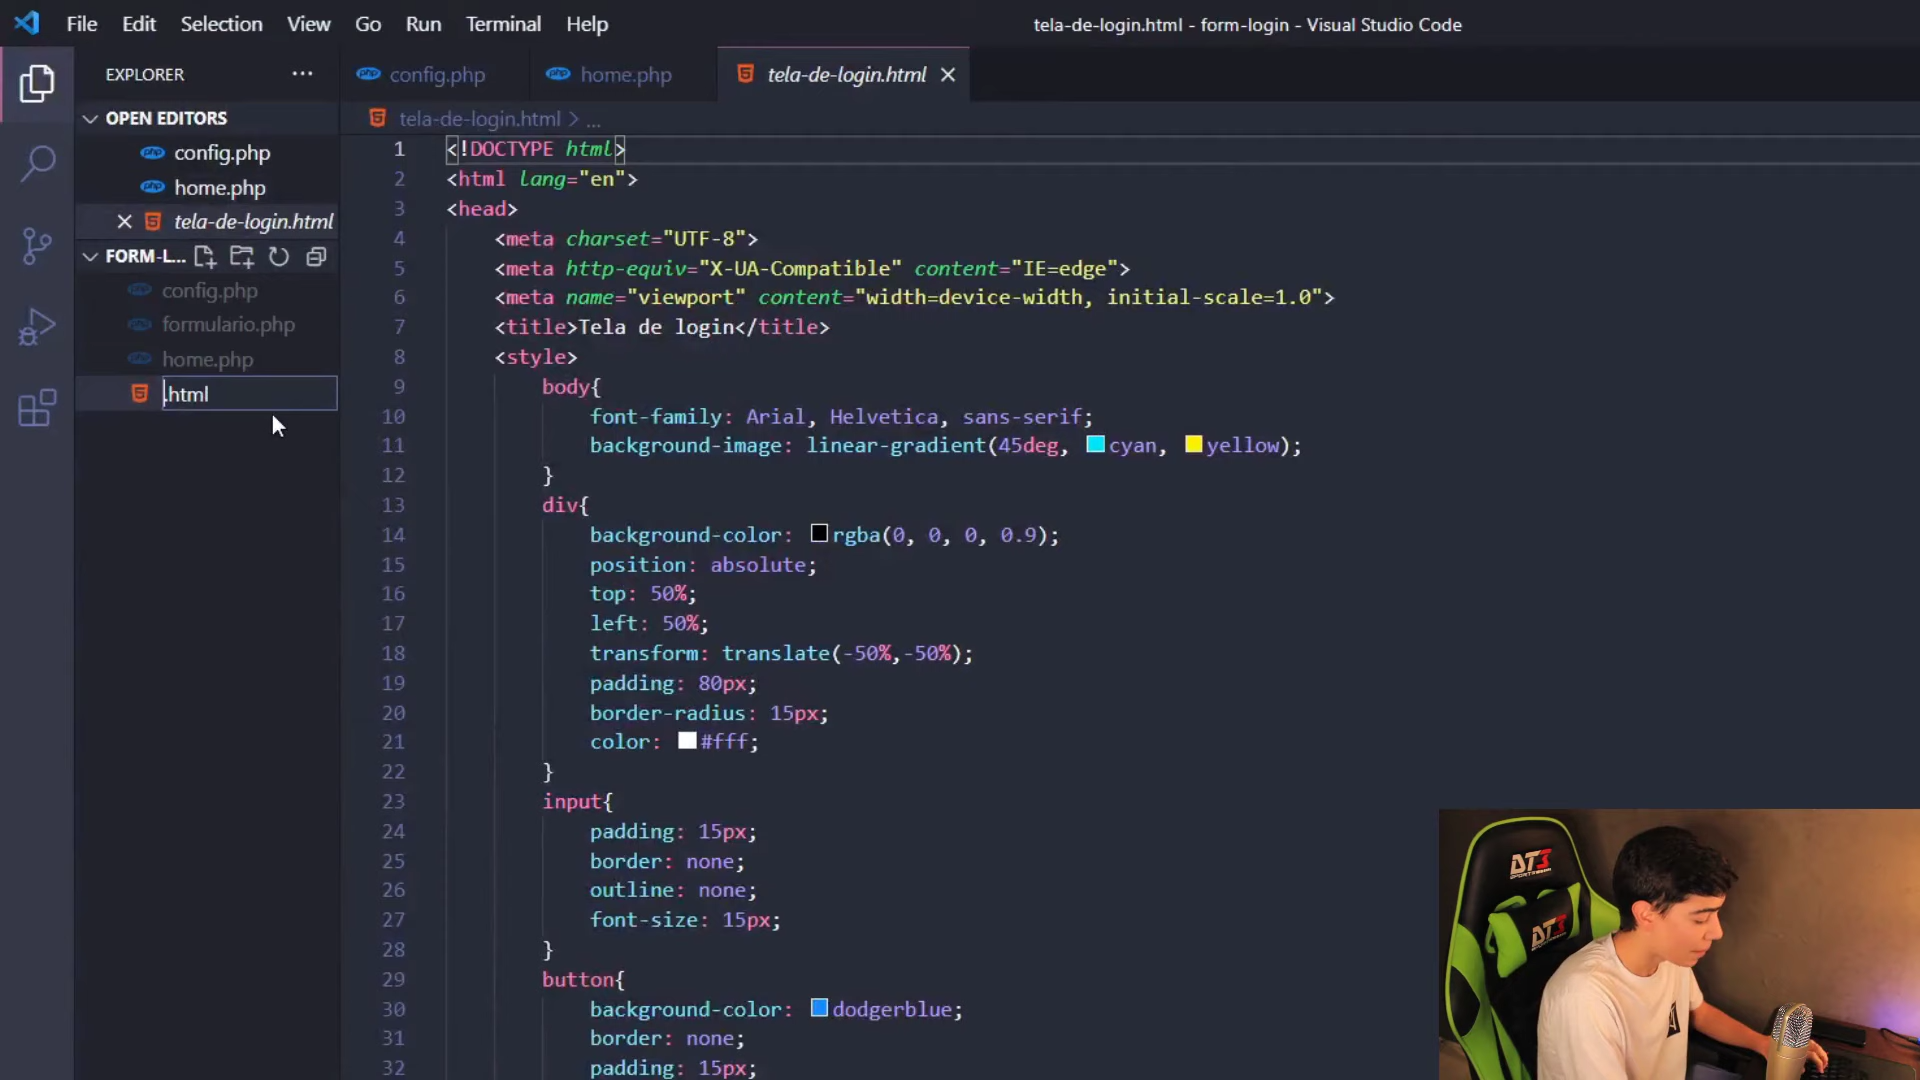 File Edit Selection View Go Run Terminal Help
tela-de-login.html - form-login - Visual Studio Code
EXPLORER ...
OPEN EDITORS
config.php
home.php
tela-de-login.html
FORM-L...
config.php
formulario.php
home.php
.html
config.php home.php tela-de-login.html
tela-de-login.html > ...
1 <!DOCTYPE html>
2 <html lang="en">
3 <head>
4 <meta charset="UTF-8">
5 <meta http-equiv="X-UA-Compatible" content="IE=edge">
6 <meta name="viewport" content="width=device-width, initial-scale=1.0">
7 <title>Tela de login</title>
8 <style>
9 body{
10 font-family: Arial, Helvetica, sans-serif;
11 background-image: linear-gradient(45deg, cyan, yellow);
12 }
13 div{
14 background-color: rgba(0, 0, 0, 0.9);
15 position: absolute;
16 top: 50%;
17 left: 50%;
18 transform: translate(-50%,-50%);
19 padding: 80px;
20 border-radius: 15px;
21 color: #fff;
22 }
23 input{
24 padding: 15px;
25 border: none;
26 outline: none;
27 font-size: 15px;
28 }
29 button{
30 background-color: dodgerblue;
31 border: none;
32 padding: 15px;
DT3
DT3